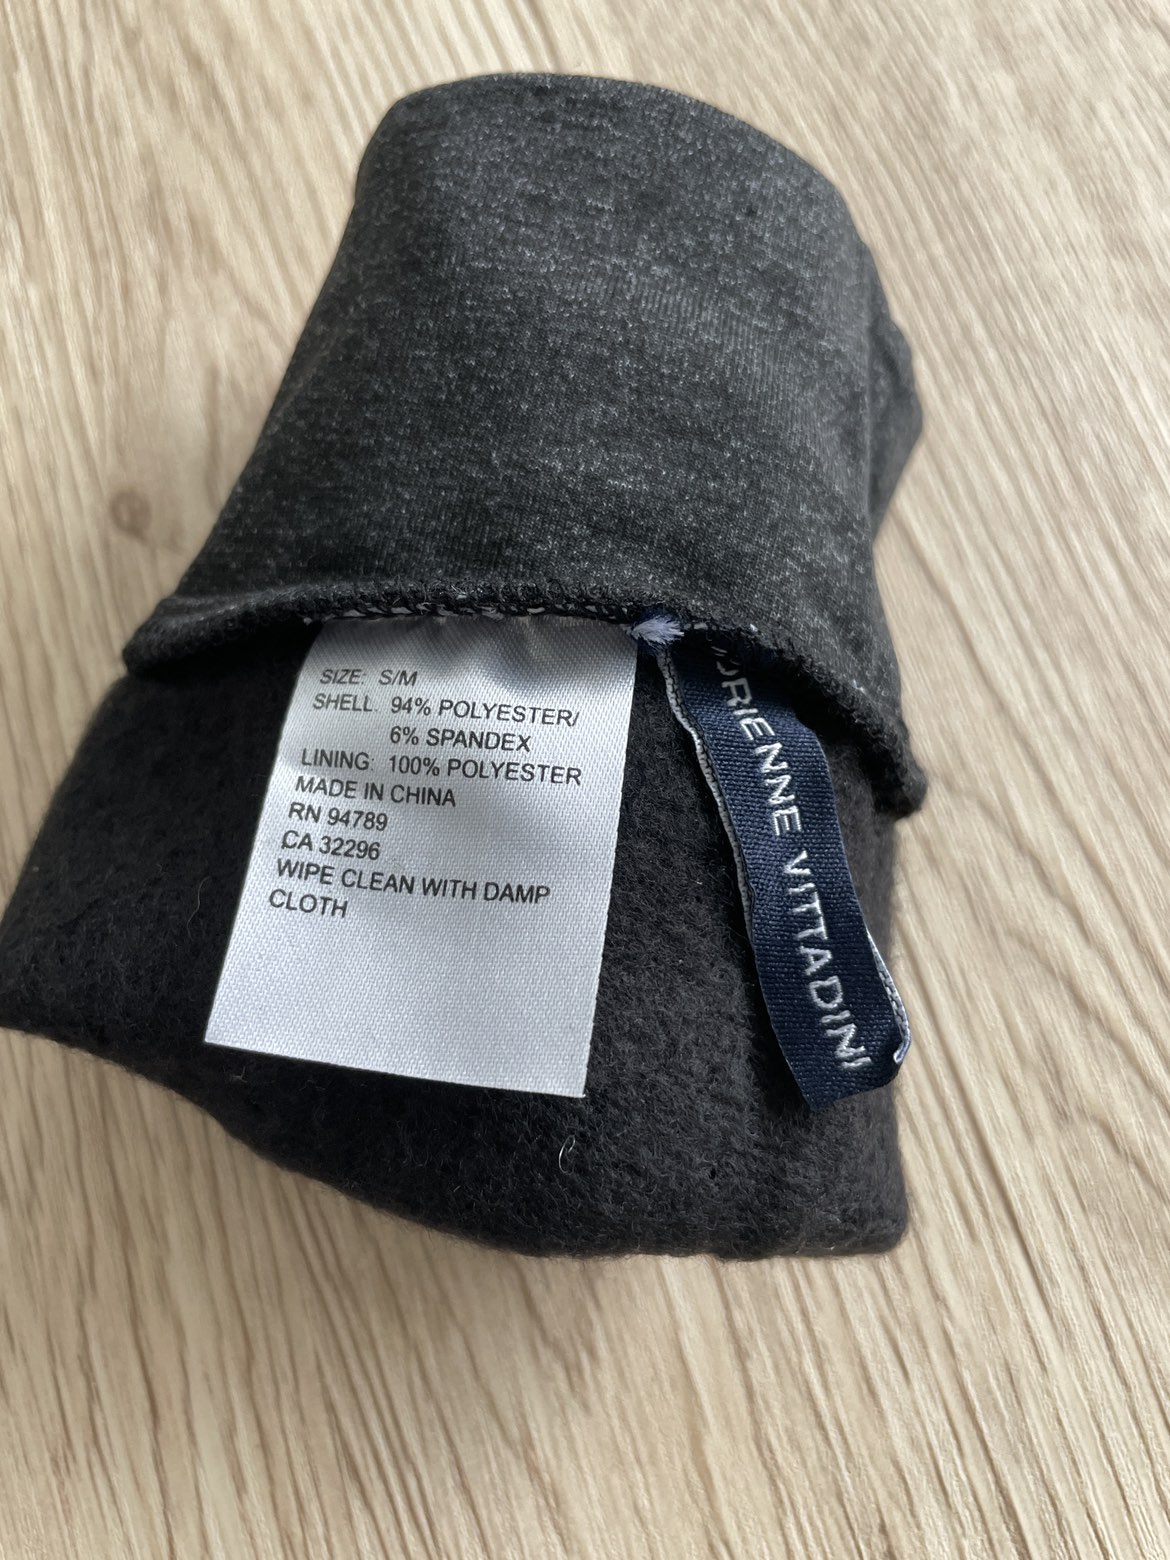 SIZE: S/M
SHELL 94% POLYESTER/
6% SPANDEX
LINING: 100% POLYESTER
MADE IN CHINA
RN 94789
CA 32296
WIPE CLEAN WITH DAMP
CLOTH
DRIENNE VITTADINI